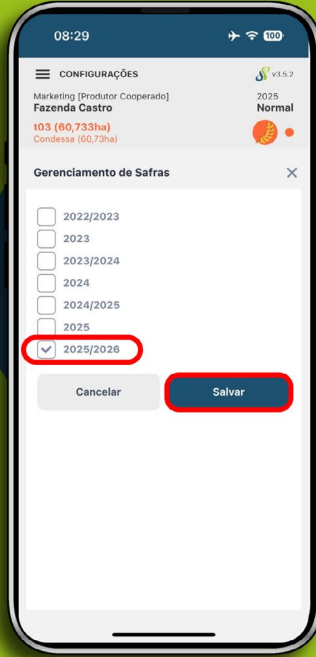 08:29
100
CONFIGURAÇÕES
v3.5.2
Marketing [Produtor Cooperado]
2025
Fazenda Castro
Normal
t03 (60,733ha)
Condessa (60,73ha)
Gerenciamento de Safras
2022/2023
2023
2023/2024
2024
2024/2025
2025
2025/2026
Cancelar
Salvar